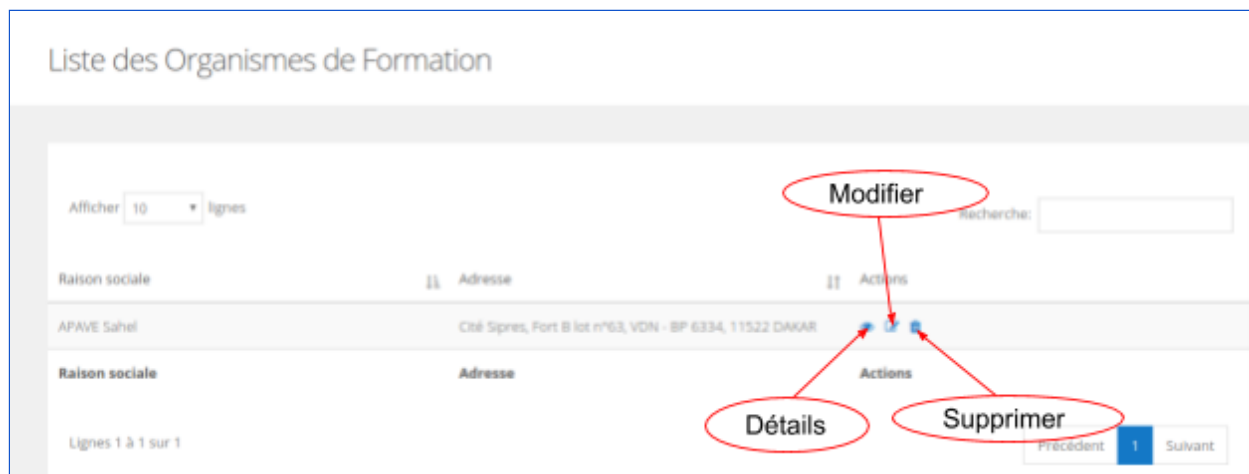 Liste des Organismes de Formation
Modifier
Afficher 10 lignes
Recherche:
Raison sociale Adresse Actions
APAVE Sahel Cité Sipres, Fort B lot n°63, VDN - BP 6334, 11522 DAKAR
Raison sociale Adresse Actions
Détails Supprimer
Lignes 1 à 1 sur 1 Précédent 1 Suivant